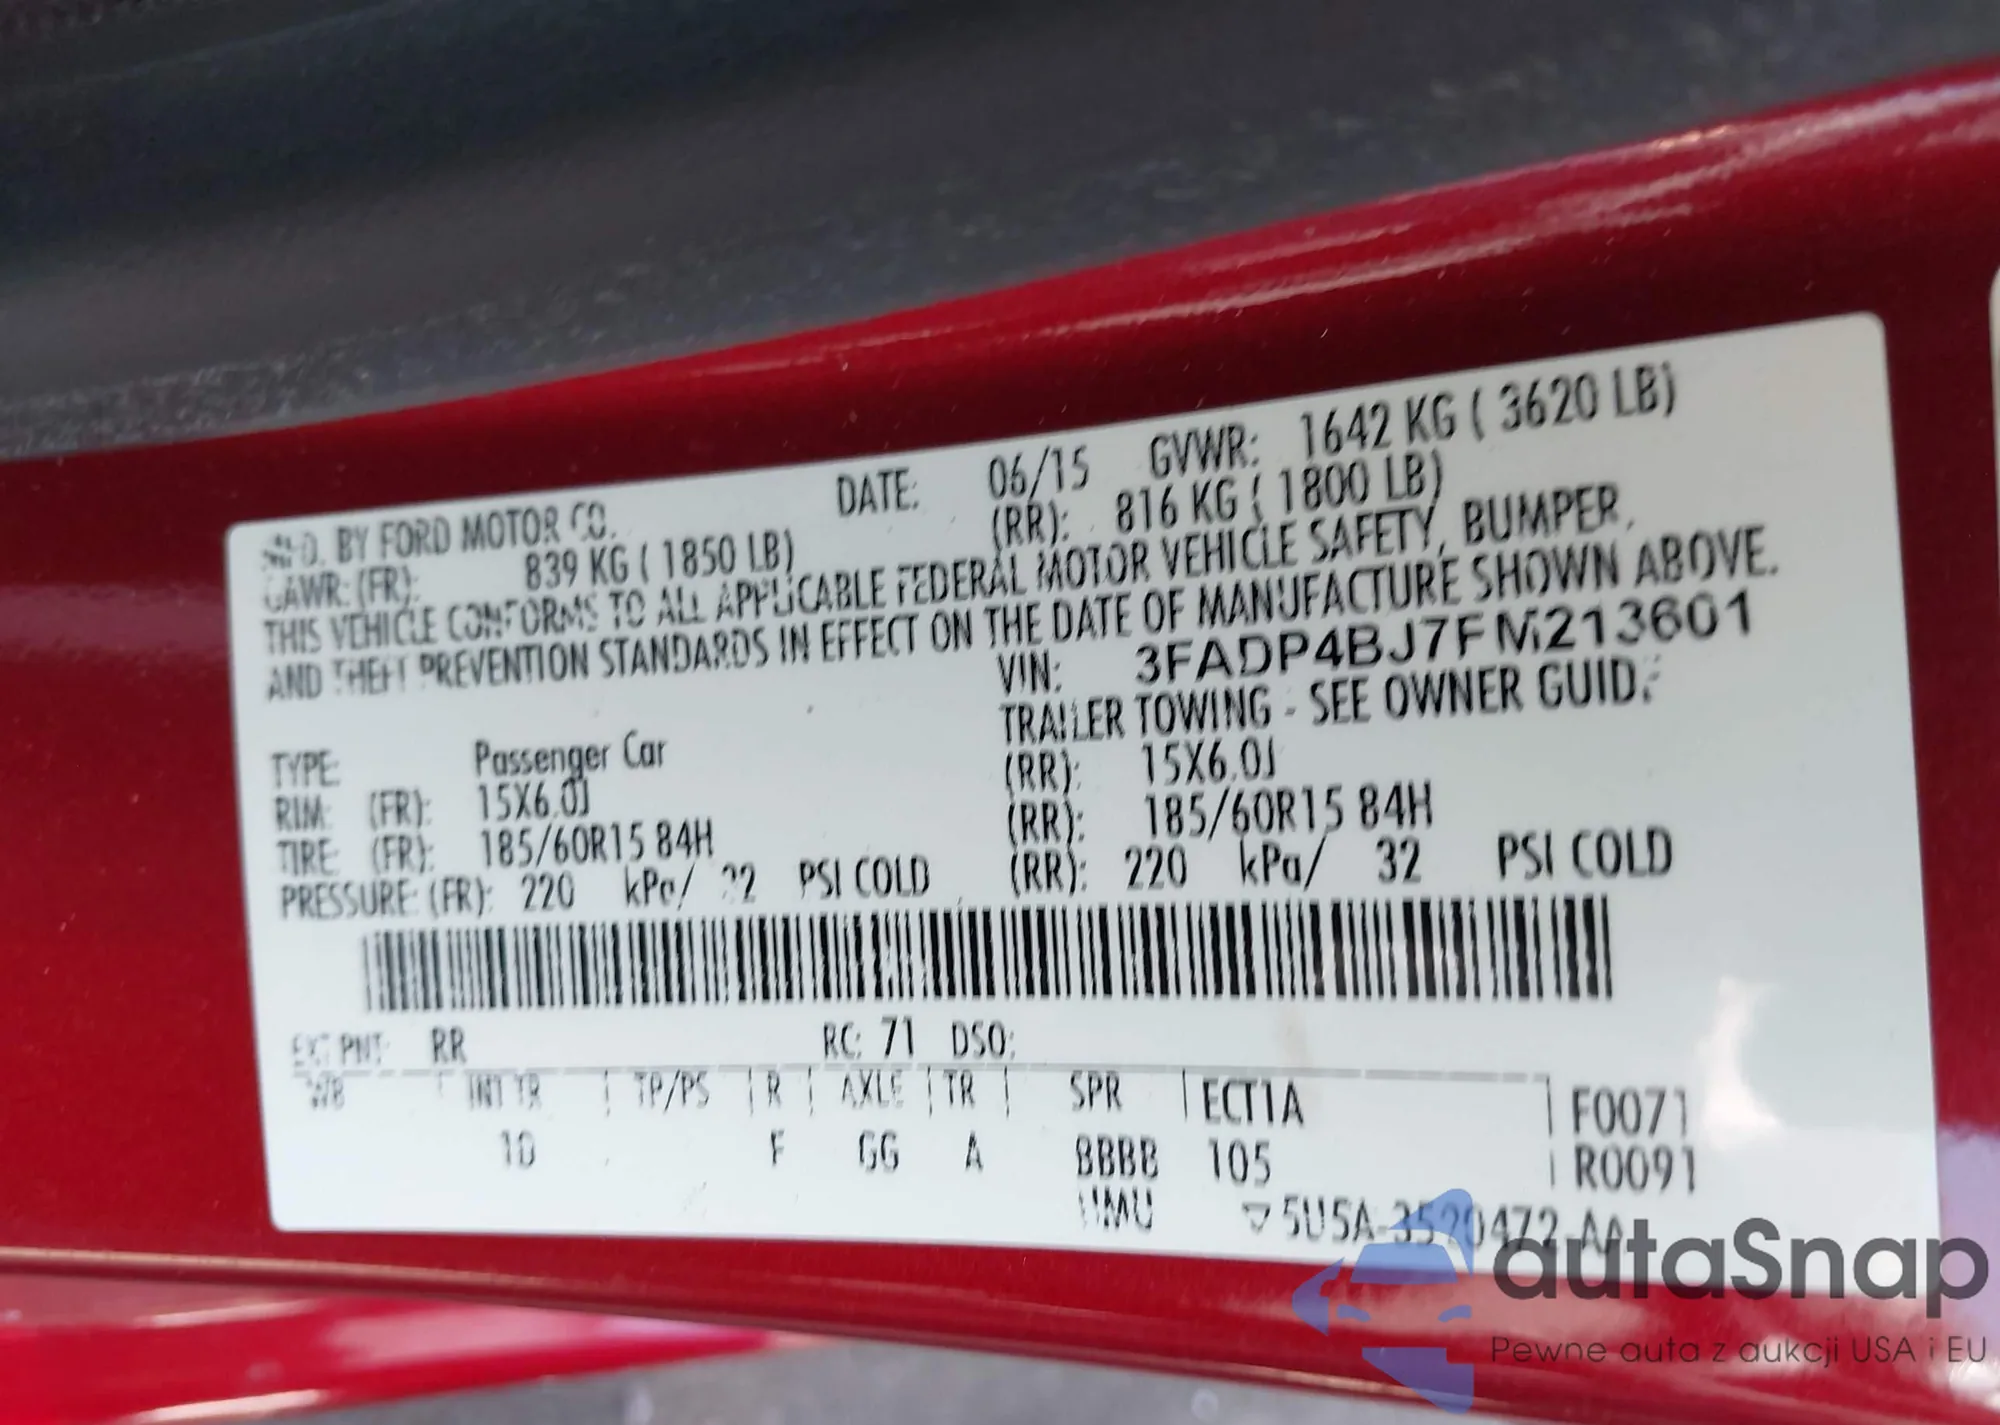 MFD. BY FORD MOTOR CO. DATE: 06/15 GVWR: 1642 KG ( 3620 LB)
GAWR: (FR): 839 KG ( 1850 LB) (RR): 816 KG ( 1800 LB)
THIS VEHICLE CONFORMS TO ALL APPLICABLE FEDERAL MOTOR VEHICLE SAFETY, BUMPER,
AND THEFT PREVENTION STANDARDS IN EFFECT ON THE DATE OF MANUFACTURE SHOWN ABOVE.
VIN: 3FADP4BJ7FM213601
TRAILER TOWING - SEE OWNER GUIDE
TYPE: Passenger Car
RIM: (FR): 15X6.0J (RR): 15X6.0J
TIRE: (FR): 185/60R15 84H (RR): 185/60R15 84H
PRESSURE: (FR): 220 kPa/ 32 PSI COLD (RR): 220 kPa/ 32 PSI COLD
EXT PNT: RR RC: 71 DSO:
WB INT TR TP/PS R AXLE TR SPR ECT1A F0071
10 F GG A BBBB 105 R0091
UMU ▽ 5U5A-3520472-AA
autaSnap
Pewne auta z aukcji USA i EU